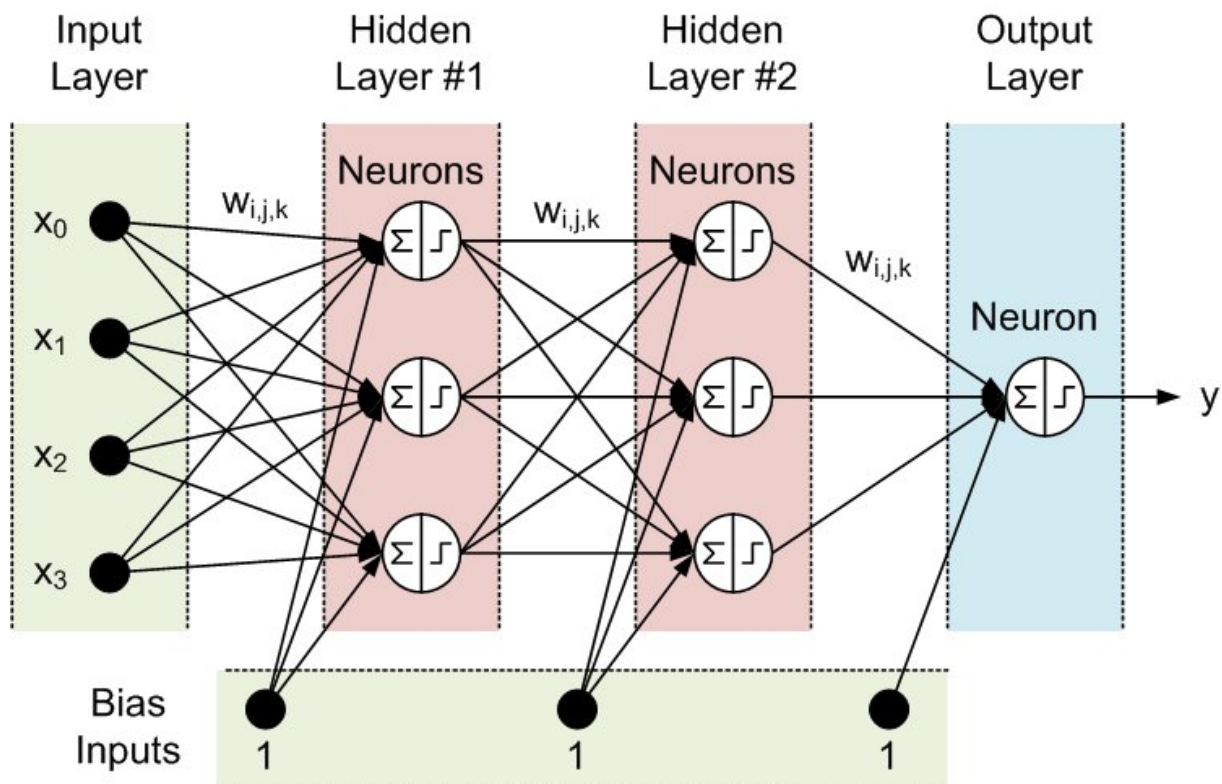 Input
Layer
Hidden
Layer #1
Hidden
Layer #2
Output
Layer
Neurons
Neurons
x₀
wi,j,k
wi,j,k
wi,j,k
Σ
Σ
x₁
Neuron
Σ
Σ
Σ
y
x₂
Σ
Σ
x₃
Bias
Inputs
1
1
1